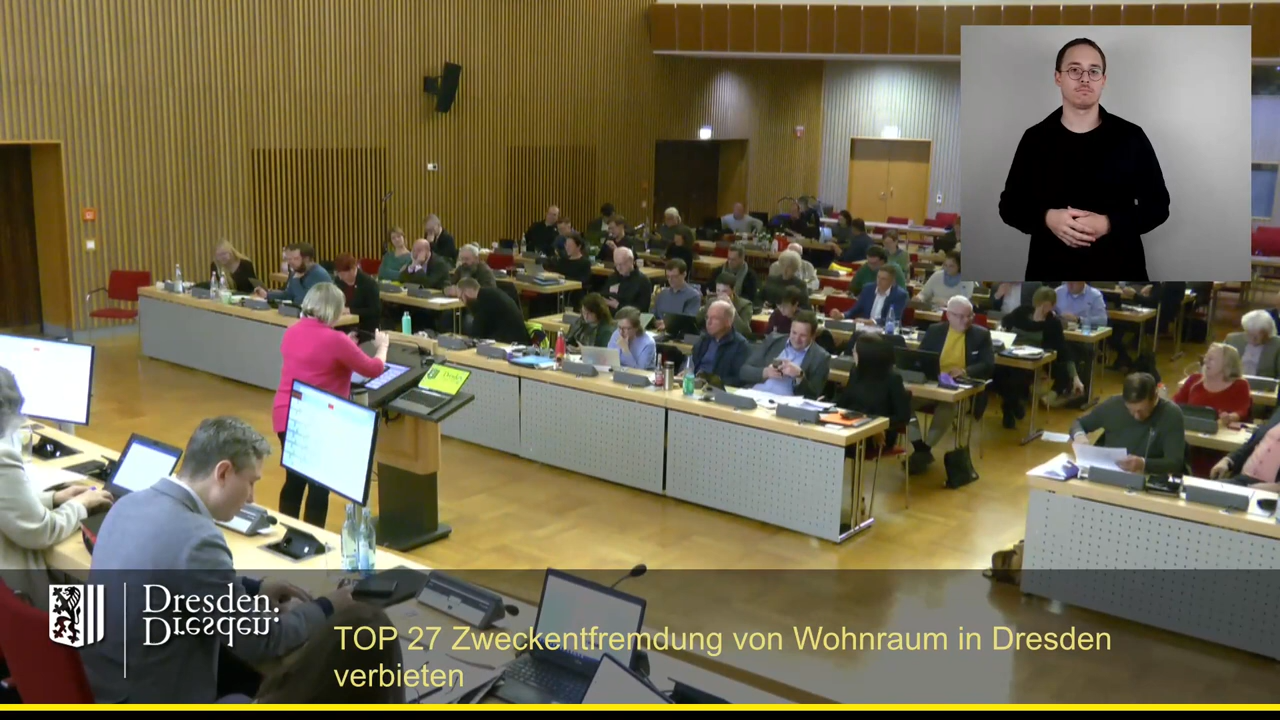 Dresden.
Dresden.
TOP 27 Zweckentfremdung von Wohnraum in Dresden
verbieten